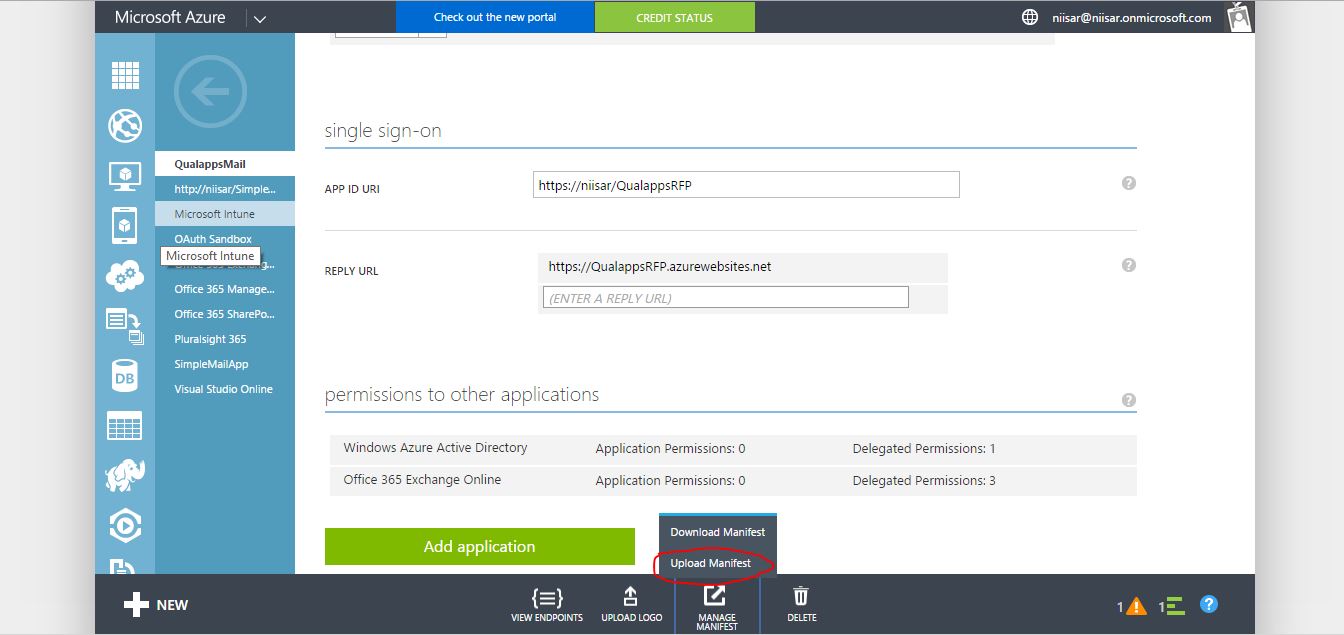 Microsoft Azure
Check out the new portal
CREDIT STATUS
niisar@niisar.onmicrosoft.com
QualappsMail
http://niisar/Simple...
Microsoft Intune
OAuth Sandbox
Microsoft Intune
Office 365 Exchang...
Office 365 Manage...
Office 365 SharePo...
Pluralsight 365
SimpleMailApp
Visual Studio Online
DB
single sign-on
APP ID URI
https://niisar/QualappsRFP
REPLY URL
https://QualappsRFP.azurewebsites.net
(ENTER A REPLY URL)
permissions to other applications
Windows Azure Active Directory Application Permissions: 0 Delegated Permissions: 1
Office 365 Exchange Online Application Permissions: 0 Delegated Permissions: 3
Add application
Download Manifest
Upload Manifest
NEW
VIEW ENDPOINTS
UPLOAD LOGO
MANAGE
MANIFEST
DELETE
1
1